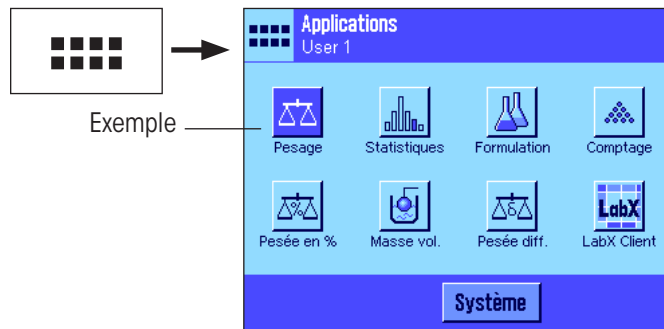 Applications
User 1
Exemple
Pesage
Statistiques
Formulation
Comptage
%
δ
LabX
Pesée en %
Masse vol.
Pesée diff.
LabX Client
Système